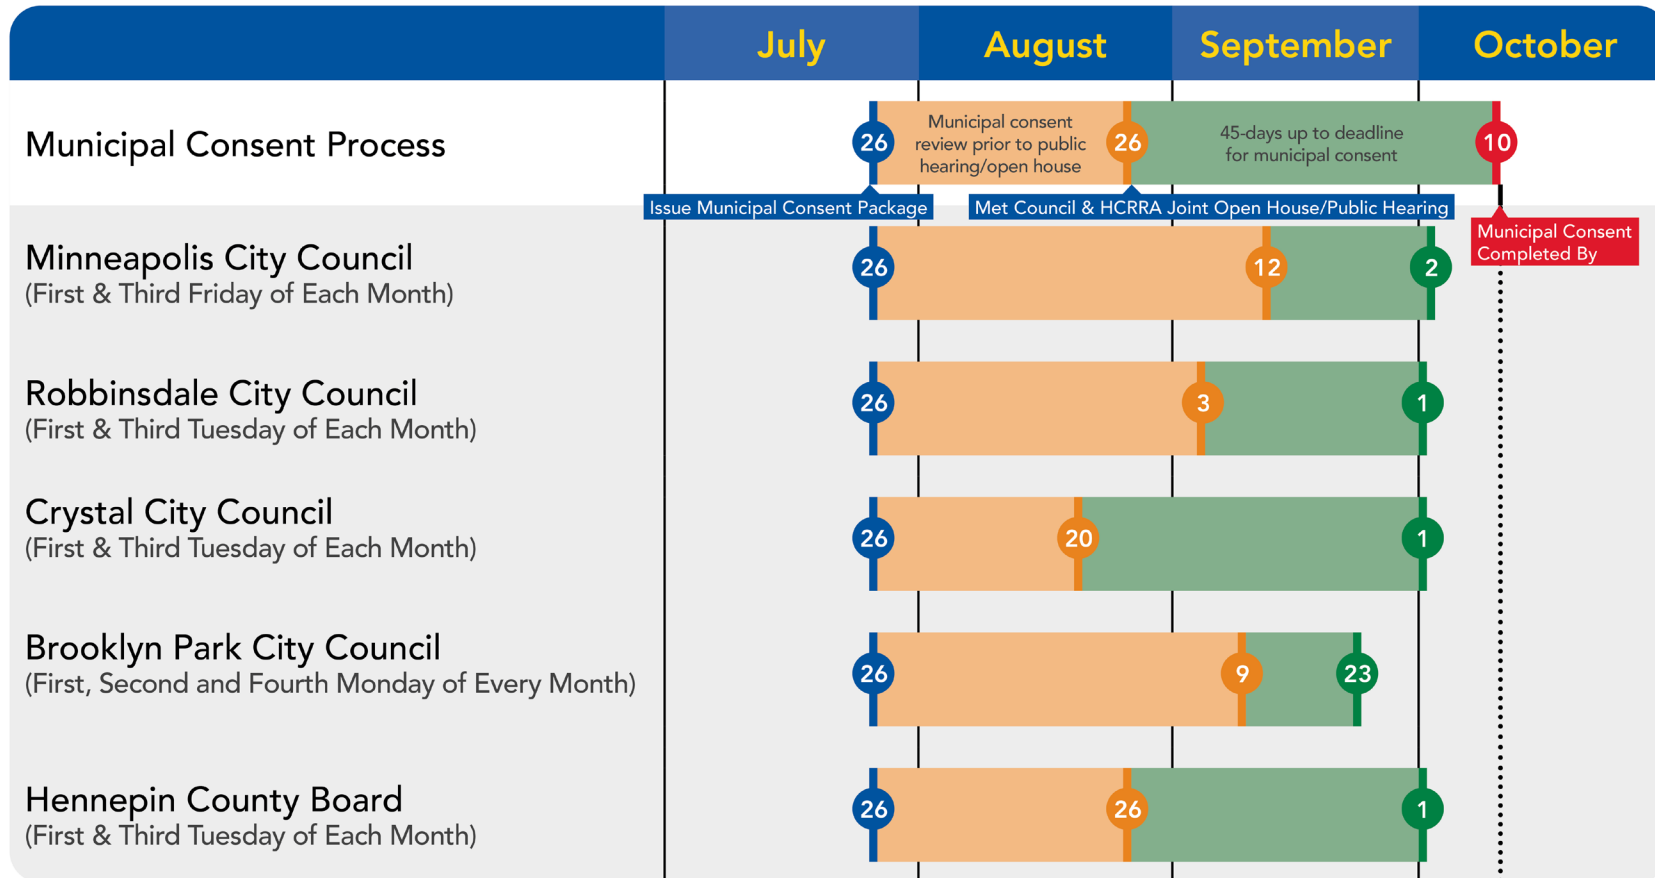 July August September October
Municipal Consent Process
26
Municipal consent
review prior to public
hearing/open house
26
45-days up to deadline
for municipal consent
10
Issue Municipal Consent Package
Met Council & HCRRA Joint Open House/Public Hearing
Municipal Consent
Completed By
Minneapolis City Council
(First & Third Friday of Each Month)
26 12 2
Robbinsdale City Council
(First & Third Tuesday of Each Month)
26 3 1
Crystal City Council
(First & Third Tuesday of Each Month)
26 20 1
Brooklyn Park City Council
(First, Second and Fourth Monday of Every Month)
26 9 23
Hennepin County Board
(First & Third Tuesday of Each Month)
26 26 1